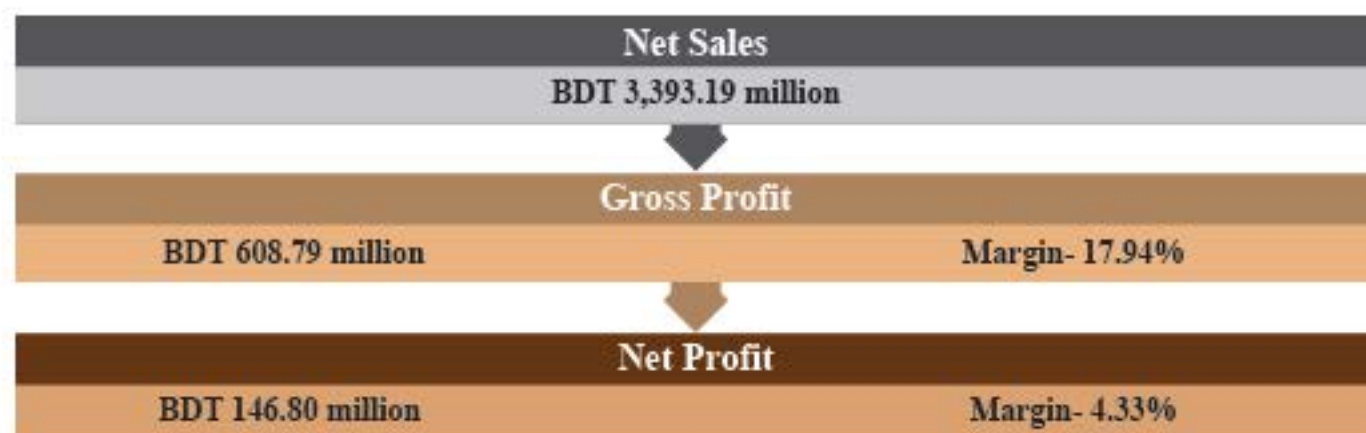 Net Sales
BDT 3,393.19 million
Gross Profit
BDT 608.79 million Margin- 17.94%
Net Profit
BDT 146.80 million Margin- 4.33%